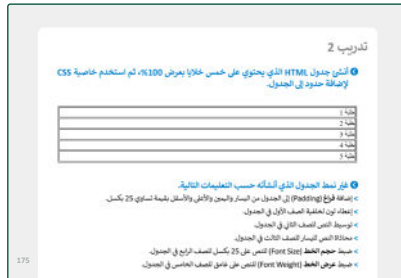 تدريب 2
أنشئ جدول HTML الذي يحتوي على خمس خلايا بعرض 100%، ثم استخدم خاصية CSS
لإضافة حدود إلى الجدول.
خلية 1
خلية 2
خلية 3
خلية 4
خلية 5
غيّر نمط الجدول الذي أنشأته حسب التعليمات التالية.
> إضافة فراغ (Padding) إلى الجدول من اليسار واليمين والأعلى والأسفل بقيمة تساوي 25 بكسل.
> إعطاء لون لخلفية الصف الأول في الجدول.
> توسيط النص للصف الثاني في الجدول.
> محاذاة النص لليسار للصف الثالث في الجدول.
> ضبط حجم الخط (Font Size) للنص على 25 بكسل للصف الرابع في الجدول.
> ضبط عرض الخط (Font Weight) للنص على غامق للصف الخامس في الجدول.
175